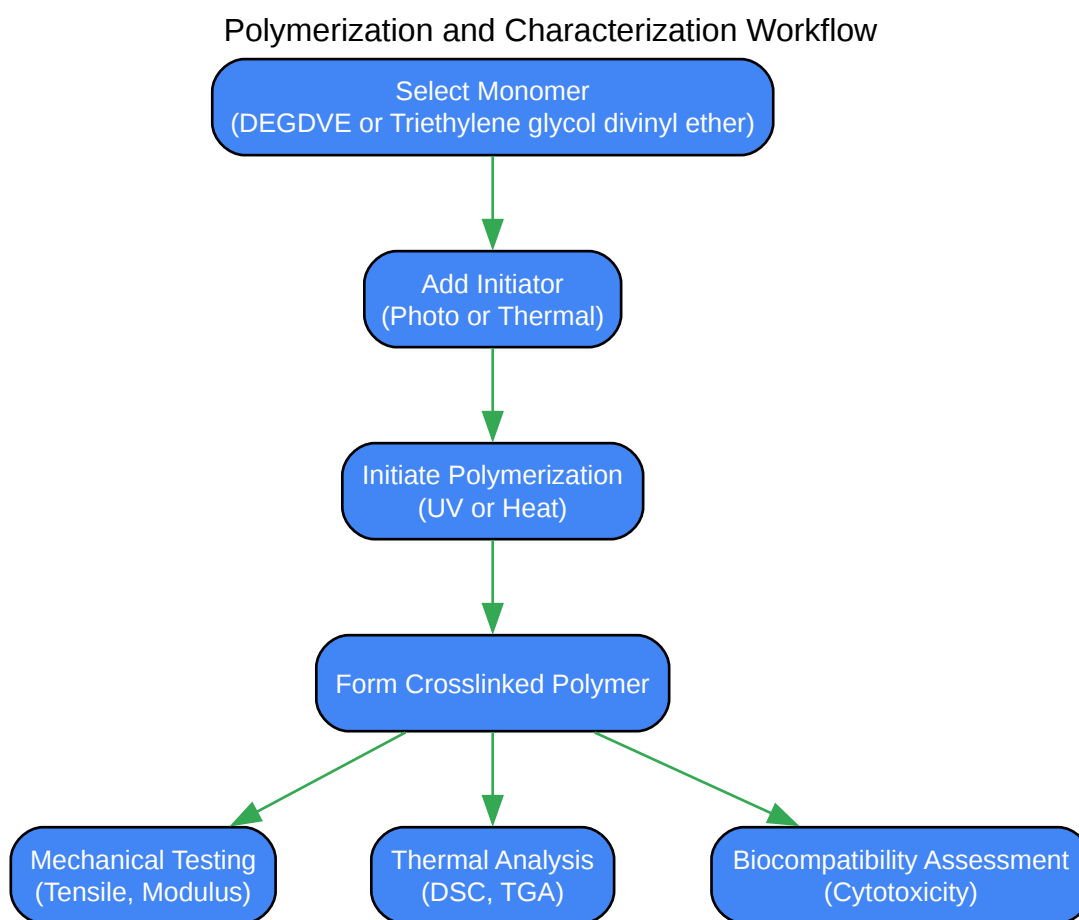 Polymerization and Characterization Workflow
Select Monomer
(DEGDVE or Triethylene glycol divinyl ether)
Add Initiator
(Photo or Thermal)
Initiate Polymerization
(UV or Heat)
Form Crosslinked Polymer
Mechanical Testing
(Tensile, Modulus)
Thermal Analysis
(DSC, TGA)
Biocompatibility Assessment
(Cytotoxicity)